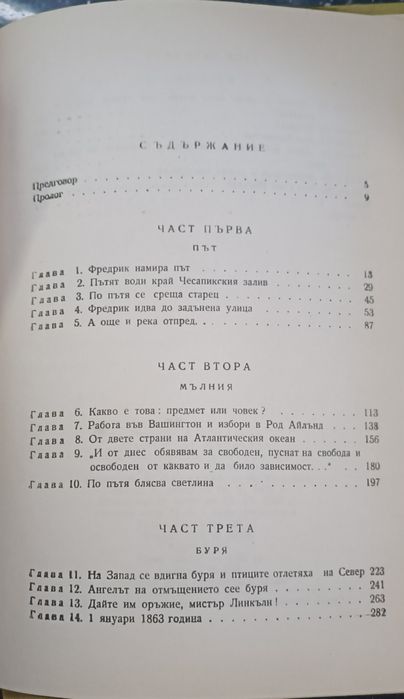 СЪДЪРЖАНИЕ
Предговор . . . . . . . . . . . . . . . . . 5
Пролог . . . . . . . . . . . . . . . . . . 9
ЧАСТ ПЪРВА
ПЪТ
Глава 1. Фредрик намира път . . . . . . . . . . 13
Глава 2. Пътят води край Чесапикския залив . . . . . 29
Глава 3. По пътя се среща старец . . . . . . . . 45
Глава 4. Фредрик идва до задънена улица . . . . . . 53
Глава 5. А още и река отпред. . . . . . . . . . . 87
ЧАСТ ВТОРА
МЪЛНИЯ
Глава 6. Какво е това: предмет или човек? . . . . . . 113
Глава 7. Работа във Вашингтон и избори в Род Айлънд . 133
Глава 8. От двете страни на Атлантическия океан . . . 156
Глава 9. „И от днес обявявам за свободен, пуснат на свобода и
освободен от каквато и да било зависимост. . .“ . . 180
Глава 10. По пътя блясва светлина . . . . . . . . 197
ЧАСТ ТРЕТА
БУРЯ
Глава 11. На Запад се вдигна буря и птиците отлетяха на Север 223
Глава 12. Ангелът на отмъщението сее буря . . . . . . 241
Глава 13. Дайте им оръжие, мистър Линкълн! . . . . . 263
Глава 14. 1 януари 1863 година . . . . . . . . . 282